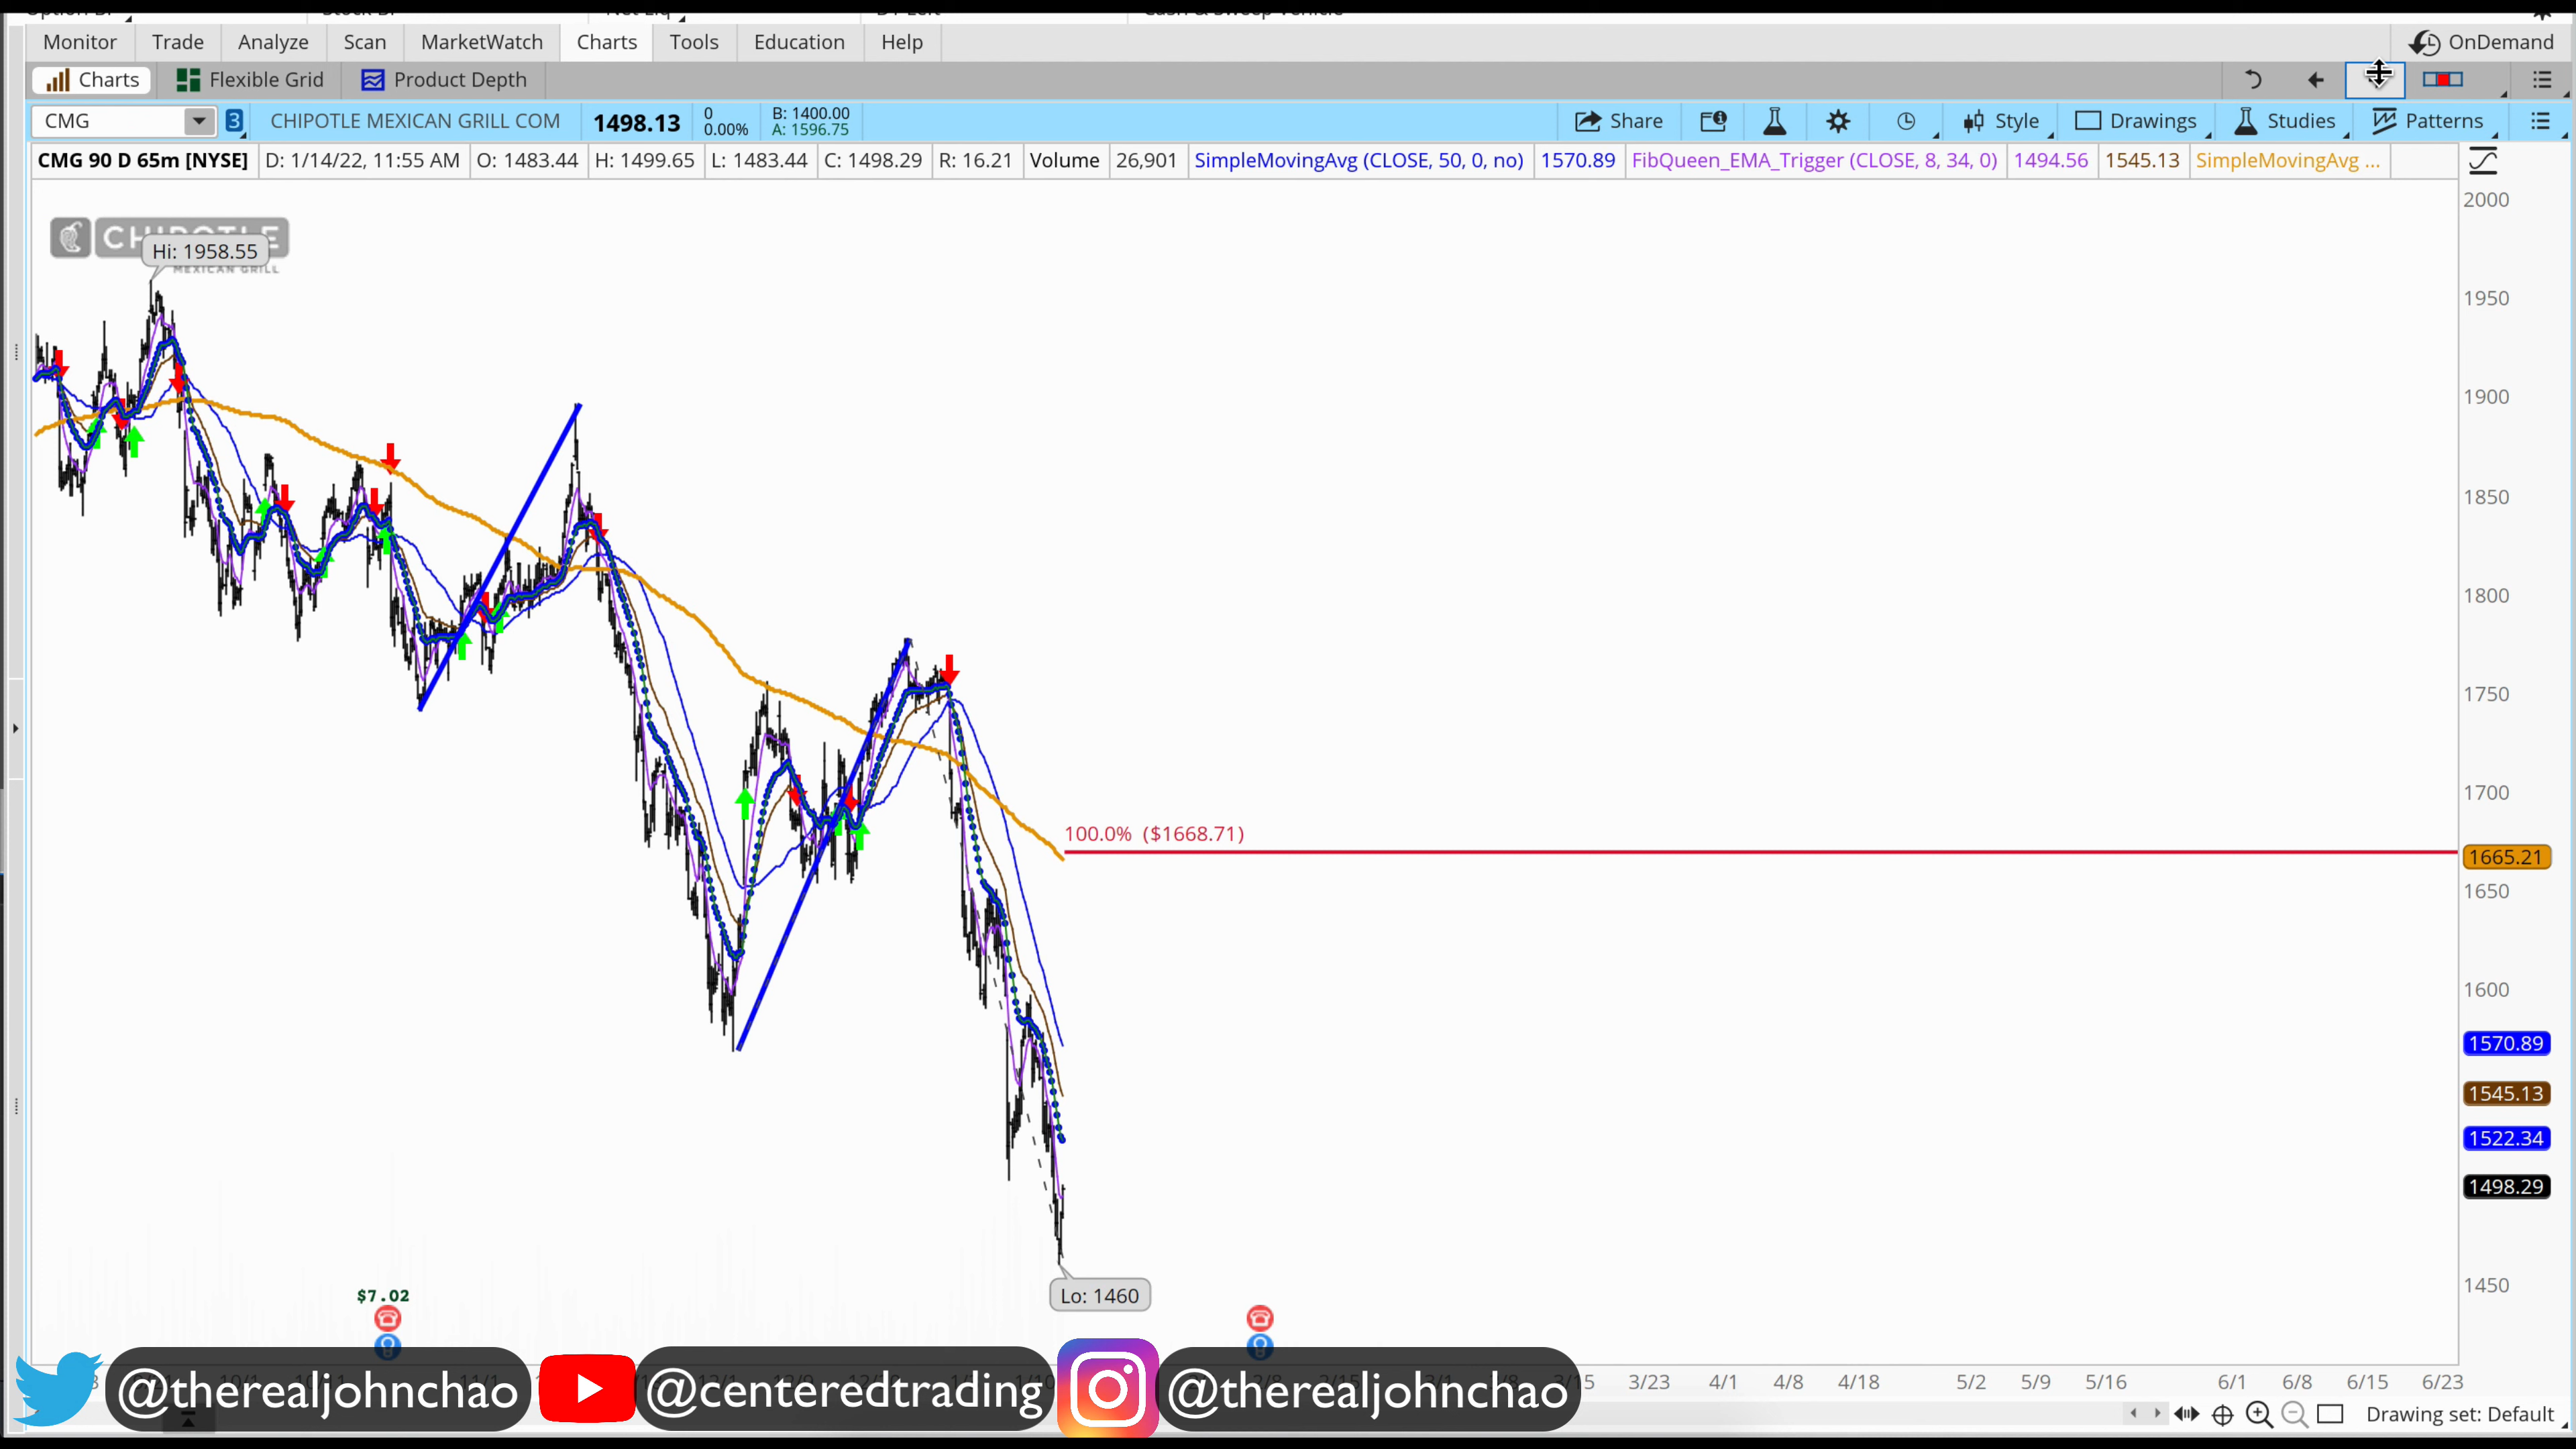 Monitor Trade Analyze Scan MarketWatch Charts Tools Education Help OnDemand
Charts Flexible Grid Product Depth
CMG 3 CHIPOTLE MEXICAN GRILL COM 1498.13 0 0.00% B: 1400.00 A: 1596.75 Share Style Drawings Studies Patterns
CMG 90 D 65m [NYSE] D: 1/14/22, 11:55 AM O: 1483.44 H: 1499.65 L: 1483.44 C: 1498.29 R: 16.21 Volume 26,901 SimpleMovingAvg (CLOSE, 50, 0, no) 1570.89 FibQueen_EMA_Trigger (CLOSE, 8, 34, 0) 1494.56 1545.13 SimpleMovingAvg ...
2000
CHIPOTLE
MEXICAN GRILL
Hi: 1958.55
1950
1900
1850
1800
1750
1700
100.0% ($1668.71)
1665.21
1650
1600
1570.89
1545.13
1522.34
1498.29
1450
Lo: 1460
$7.02
@therealjohnchao @centeredtrading @therealjohnchao
3/23 4/1 4/8 4/18 5/2 5/9 5/16 6/1 6/8 6/15 6/23
Drawing set: Default